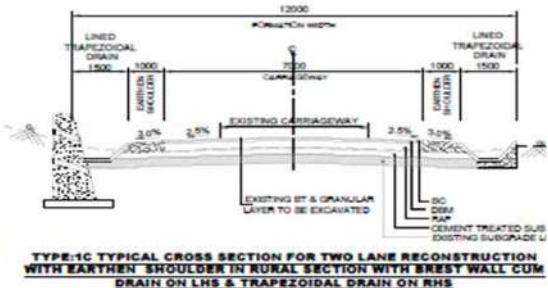 12000
FORMATION WIDTH
LINED
TRAPEZOIDAL
DRAIN
C
LINED
TRAPEZOIDAL
DRAIN
1500
1000
7000
1000
1500
CARRIAGEWAY
EARTHEN
SHOULDER
EARTHEN
SHOULDER
EXISTING CARRIAGEWAY
3.0%
2.5%
2.5%
3.0%
EXISTING BT & GRANULAR
LAYER TO BE EXCAVATED
BC
DBM
RAP
CEMENT TREATED SUB
EXISTING SUBGRADE
TYPE:1C TYPICAL CROSS SECTION FOR TWO LANE RECONSTRUCTION
WITH EARTHEN SHOULDER IN RURAL SECTION WITH BREST WALL CUM
DRAIN ON LHS & TRAPEZOIDAL DRAIN ON RHS